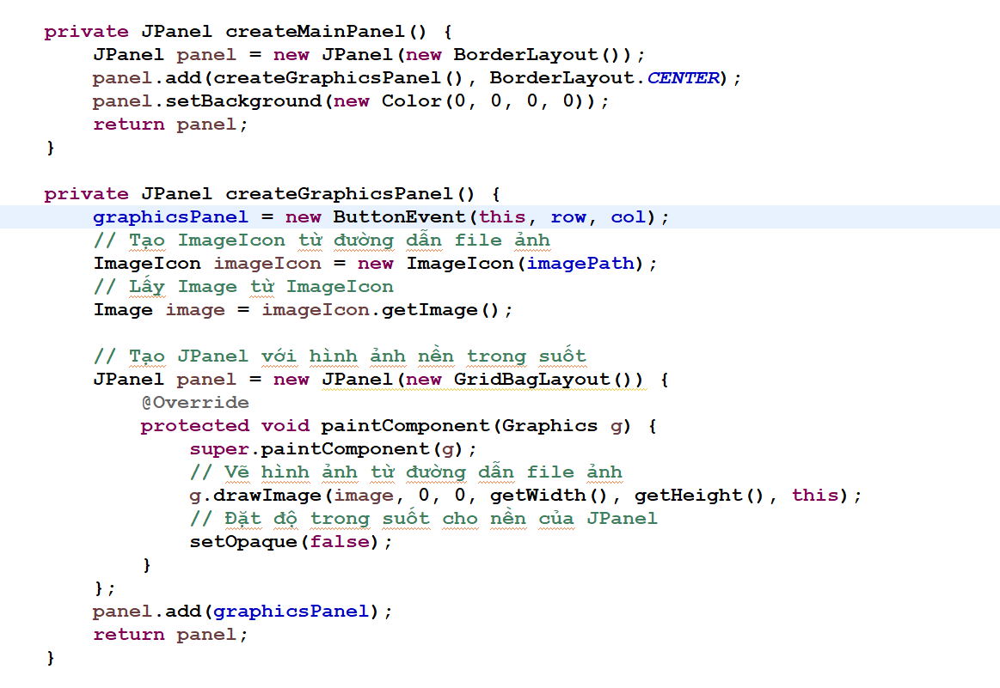 private JPanel createMainPanel() {
    JPanel panel = new JPanel(new BorderLayout());
    panel.add(createGraphicsPanel(), BorderLayout.CENTER);
    panel.setBackground(new Color(0, 0, 0, 0));
    return panel;
}

private JPanel createGraphicsPanel() {
    graphicsPanel = new ButtonEvent(this, row, col);
    // Tạo ImageIcon từ đường dẫn file ảnh
    ImageIcon imageIcon = new ImageIcon(imagePath);
    // Lấy Image từ ImageIcon
    Image image = imageIcon.getImage();

    // Tạo JPanel với hình ảnh nền trong suốt
    JPanel panel = new JPanel(new GridBagLayout()) {
        @Override
        protected void paintComponent(Graphics g) {
            super.paintComponent(g);
            // Vẽ hình ảnh từ đường dẫn file ảnh
            g.drawImage(image, 0, 0, getWidth(), getHeight(), this);
            // Đặt độ trong suốt cho nền của JPanel
            setOpaque(false);
        }
    };
    panel.add(graphicsPanel);
    return panel;
}